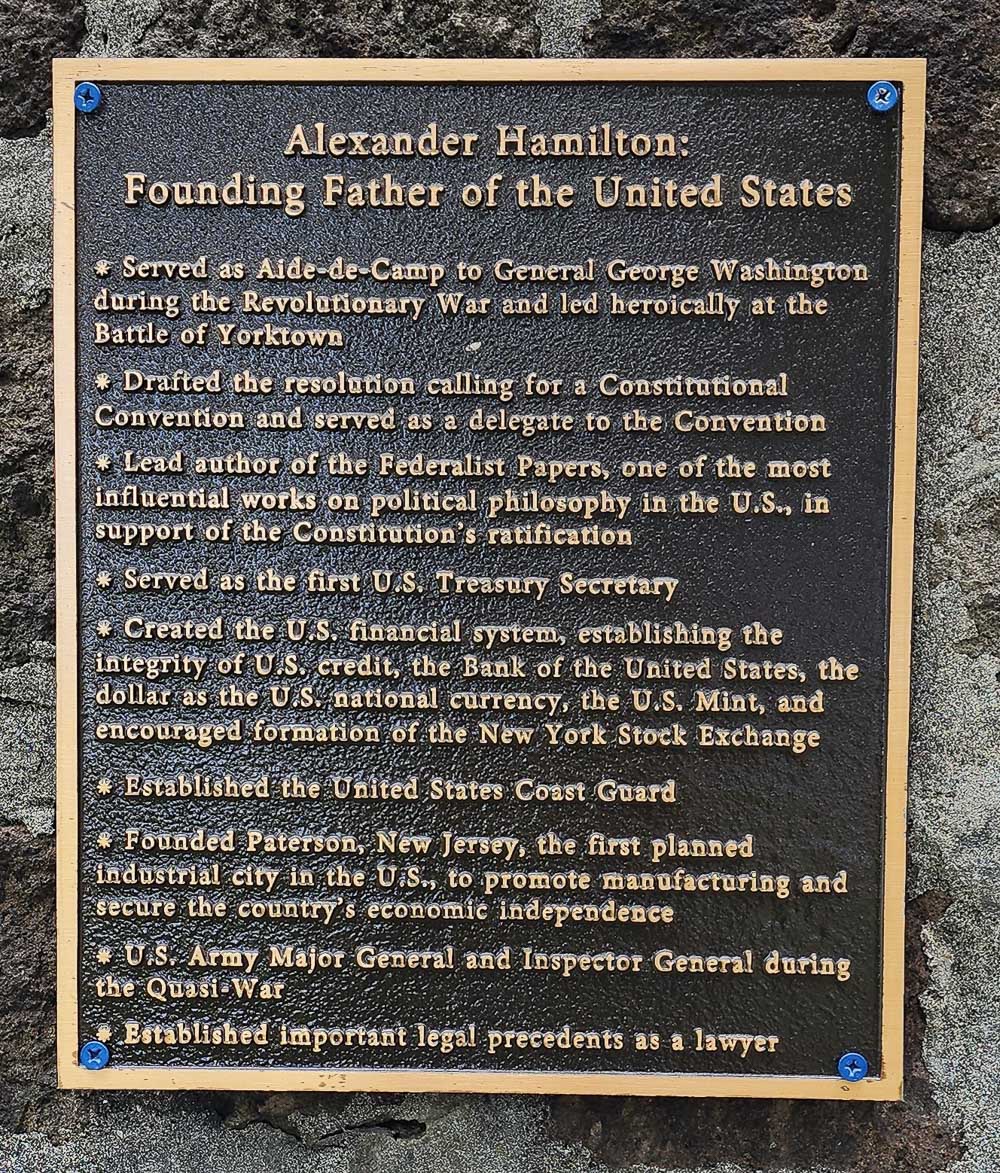 Alexander Hamilton:
Founding Father of the United States
* Served as Aide-de-Camp to General George Washington
during the Revolutionary War and led heroically at the
Battle of Yorktown
* Drafted the resolution calling for a Constitutional
Convention and served as a delegate to the Convention
* Lead author of the Federalist Papers, one of the most
influential works on political philosophy in the U.S., in
support of the Constitution's ratification
* Served as the first U.S. Treasury Secretary
* Created the U.S. financial system, establishing the
integrity of U.S. credit, the Bank of the United States, the
dollar as the U.S. national currency, the U.S. Mint, and
encouraged formation of the New York Stock Exchange
* Established the United States Coast Guard
* Founded Paterson, New Jersey, the first planned
industrial city in the U.S., to promote manufacturing and
secure the country's economic independence
* U.S. Army Major General and Inspector General during
the Quasi-War
* Established important legal precedents as a lawyer